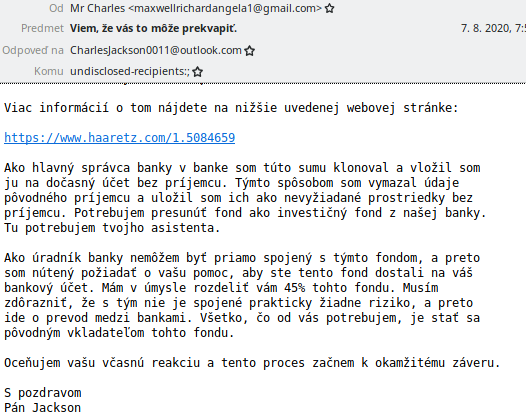 Od Mr Charles <maxwellrichardangela1@gmail.com>
Predmet Viem, že vás to môže prekvapiť. 7. 8. 2020, 7:5
Odpoveď na CharlesJackson0011@outlook.com
Komu undisclosed-recipients:;
Viac informácií o tom nájdete na nižšie uvedenej webovej stránke:
https://www.haaretz.com/1.5084659
Ako hlavný správca banky v banke som túto sumu klonoval a vložil som
ju na dočasný účet bez príjemcu. Týmto spôsobom som vymazal údaje
pôvodného príjemcu a uložil som ich ako nevyžiadané prostriedky bez
príjemcu. Potrebujem presunúť fond ako investičný fond z našej banky.
Tu potrebujem tvojho asistenta.
Ako úradník banky nemôžem byť priamo spojený s týmto fondom, a preto
som nútený požiadať o vašu pomoc, aby ste tento fond dostali na váš
bankový účet. Mám v úmysle rozdeliť vám 45% tohto fondu. Musím
zdôrazniť, že s tým nie je spojené prakticky žiadne riziko, a preto
ide o prevod medzi bankami. Všetko, čo od vás potrebujem, je stať sa
pôvodným vkladateľom tohto fondu.
Oceňujem vašu včasnú reakciu a tento proces začnem k okamžitému záveru.
S pozdravom
Pán Jackson